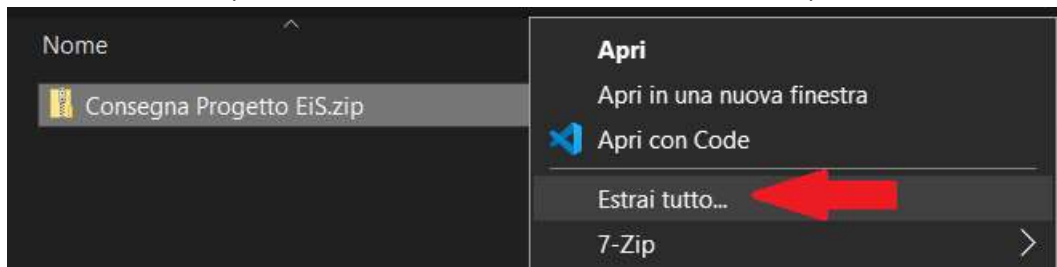 Nome
Consegna Progetto EiS.zip
Apri
Apri in una nuova finestra
Apri con Code
Estrai tutto...
7-Zip